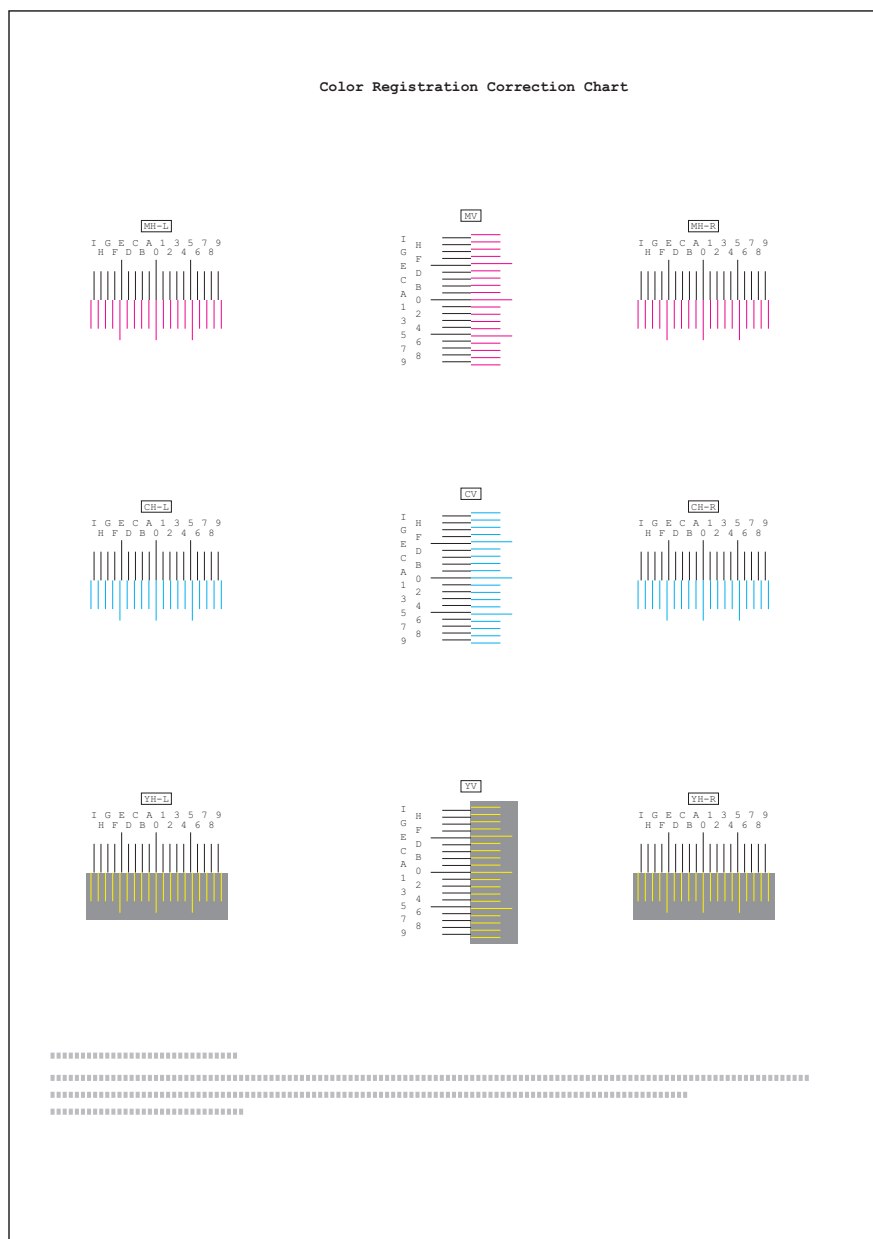 Color Registration Correction Chart
MH-L
I G E C A 1 3 5 7 9
H F D B 0 2 4 6 8
MV
I
H
G
F
E
D
C
B
A
0
1
2
3
4
5
6
7
8
9
MH-R
I G E C A 1 3 5 7 9
H F D B 0 2 4 6 8
CH-L
I G E C A 1 3 5 7 9
H F D B 0 2 4 6 8
CV
I
H
G
F
E
D
C
B
A
0
1
2
3
4
5
6
7
8
9
CH-R
I G E C A 1 3 5 7 9
H F D B 0 2 4 6 8
YH-L
I G E C A 1 3 5 7 9
H F D B 0 2 4 6 8
YV
I
H
G
F
E
D
C
B
A
0
1
2
3
4
5
6
7
8
9
YH-R
I G E C A 1 3 5 7 9
H F D B 0 2 4 6 8